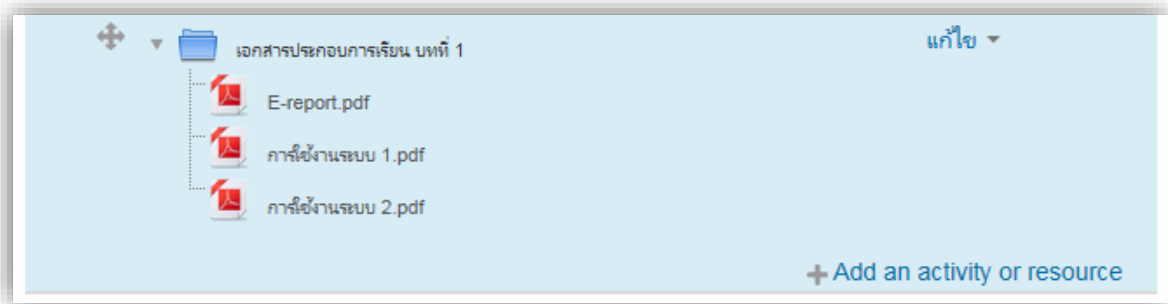 เอกสารประกอบการเรียน บทที่ 1 แก้ไข
E-report.pdf
การใช้งานระบบ 1.pdf
การใช้งานระบบ 2.pdf
Add an activity or resource